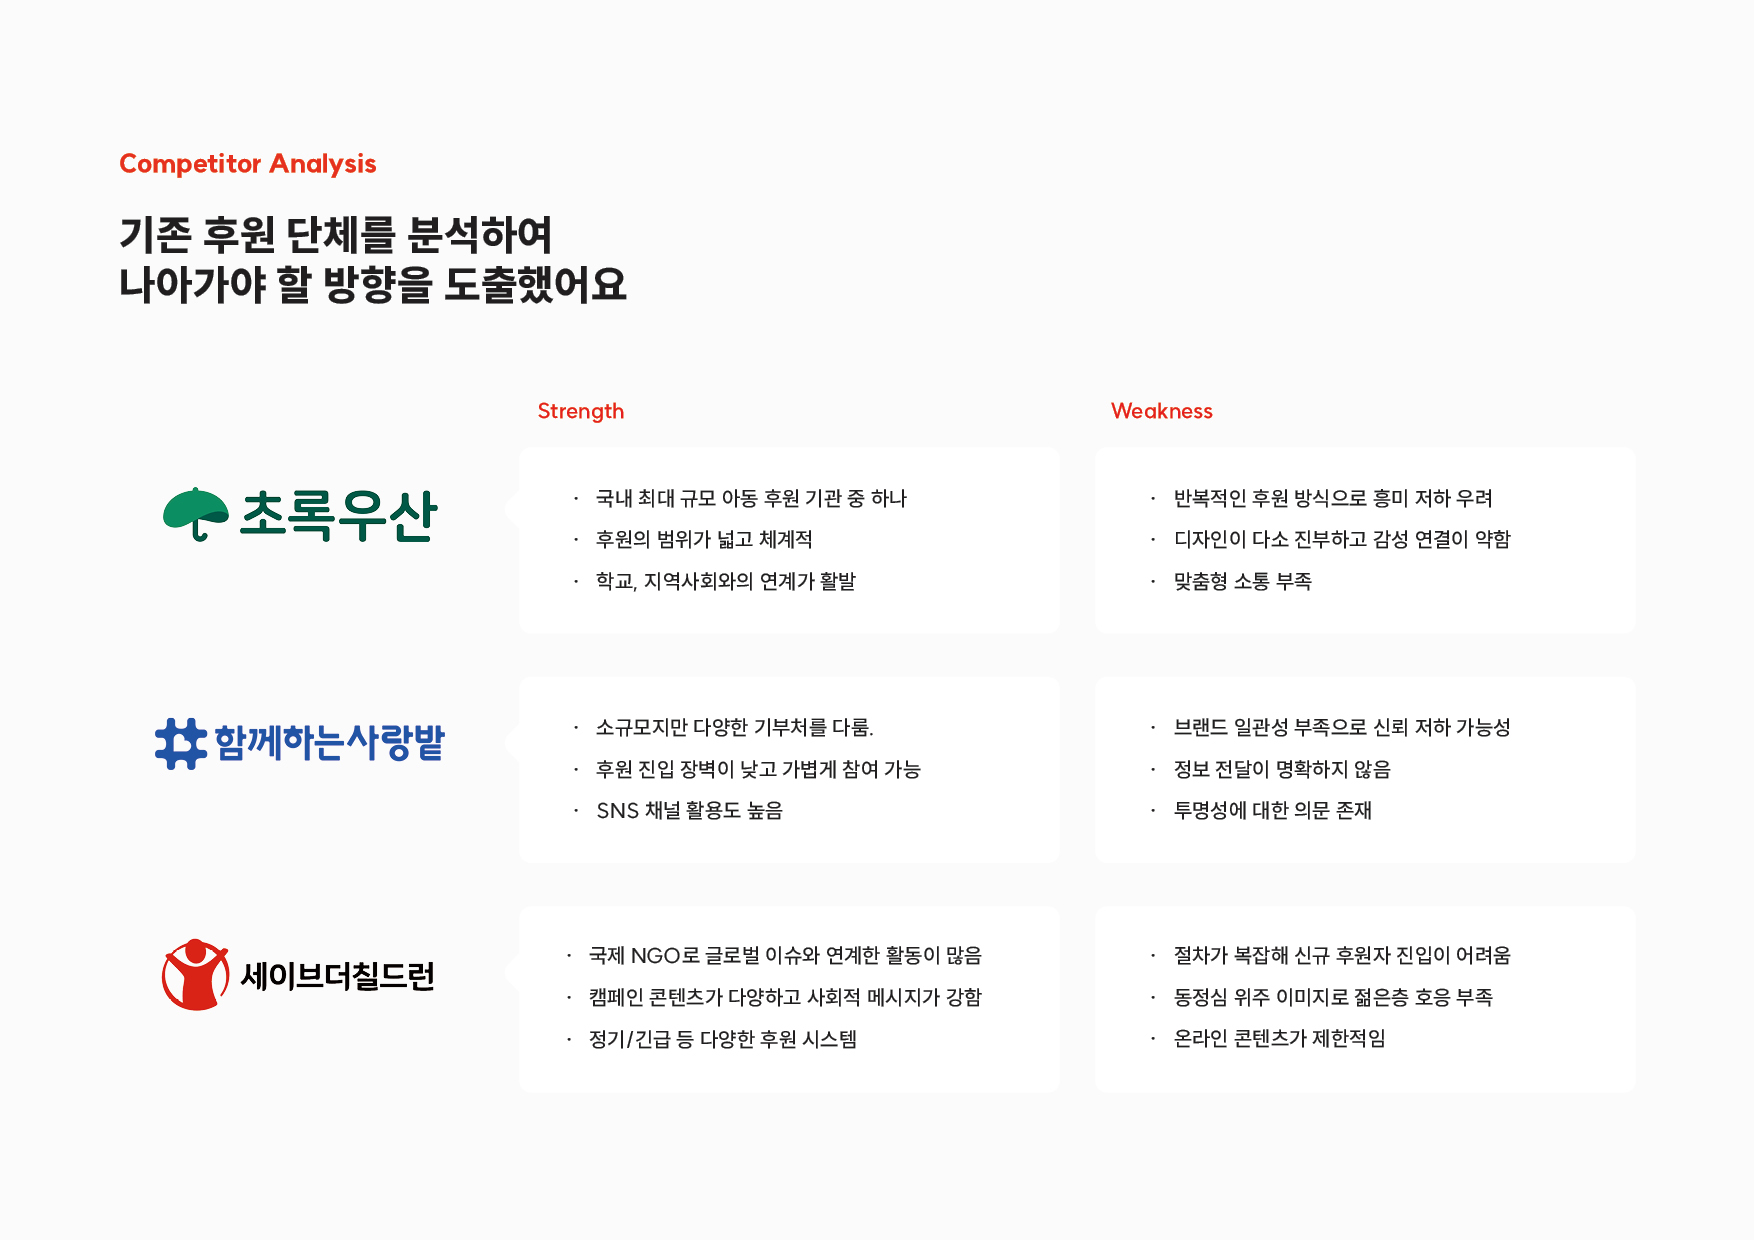 Competitor Analysis
기존 후원 단체를 분석하여
나아가야 할 방향을 도출했어요
Strength
Weakness
초록우산
· 국내 최대 규모 아동 후원 기관 중 하나
· 후원의 범위가 넓고 체계적
· 학교, 지역사회와의 연계가 활발
· 반복적인 후원 방식으로 흥미 저하 우려
· 디자인이 다소 진부하고 감성 연결이 약함
· 맞춤형 소통 부족
함께하는사랑밭
· 소규모지만 다양한 기부처를 다룸.
· 후원 진입 장벽이 낮고 가볍게 참여 가능
· SNS 채널 활용도 높음
· 브랜드 일관성 부족으로 신뢰 저하 가능성
· 정보 전달이 명확하지 않음
· 투명성에 대한 의문 존재
세이브더칠드런
· 국제 NGO로 글로벌 이슈와 연계한 활동이 많음
· 캠페인 콘텐츠가 다양하고 사회적 메시지가 강함
· 정기/긴급 등 다양한 후원 시스템
· 절차가 복잡해 신규 후원자 진입이 어려움
· 동정심 위주 이미지로 젊은층 호응 부족
· 온라인 콘텐츠가 제한적임